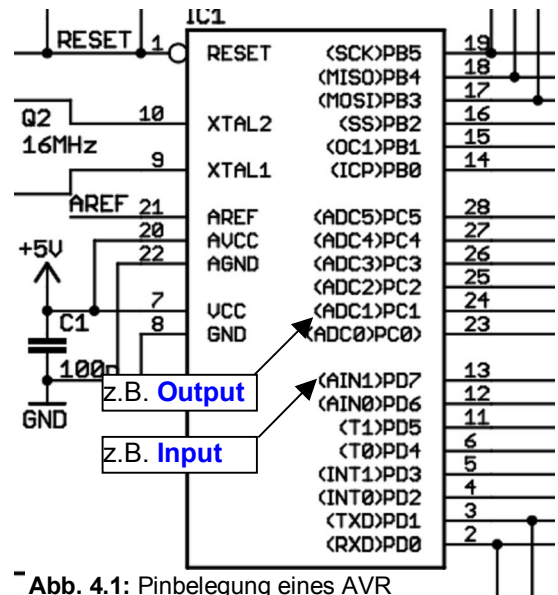 IC1
RESET 1 RESET (SCK)PB5 19
(MISO)PB4 18
(MOSI)PB3 17
Q2 10 XTAL2 (SS)PB2 16
16MHz (OC1)PB1 15
9 XTAL1 (ICP)PB0 14
AREF 21 AREF (ADC5)PC5 28
+5V 20 AVCC (ADC4)PC4 27
22 AGND (ADC3)PC3 26
(ADC2)PC2 25
7 VCC (ADC1)PC1 24
C1 8 GND (ADC0)PC0) 23
100n
z.B. Output (AIN1)PD7 13
GND (AIN0)PD6 12
(T1)PD5 11
z.B. Input (T0)PD4 6
(INT1)PD3 5
(INT0)PD2 4
(TXD)PD1 3
(RXD)PD0 2
Abb. 4.1: Pinbelegung eines AVR